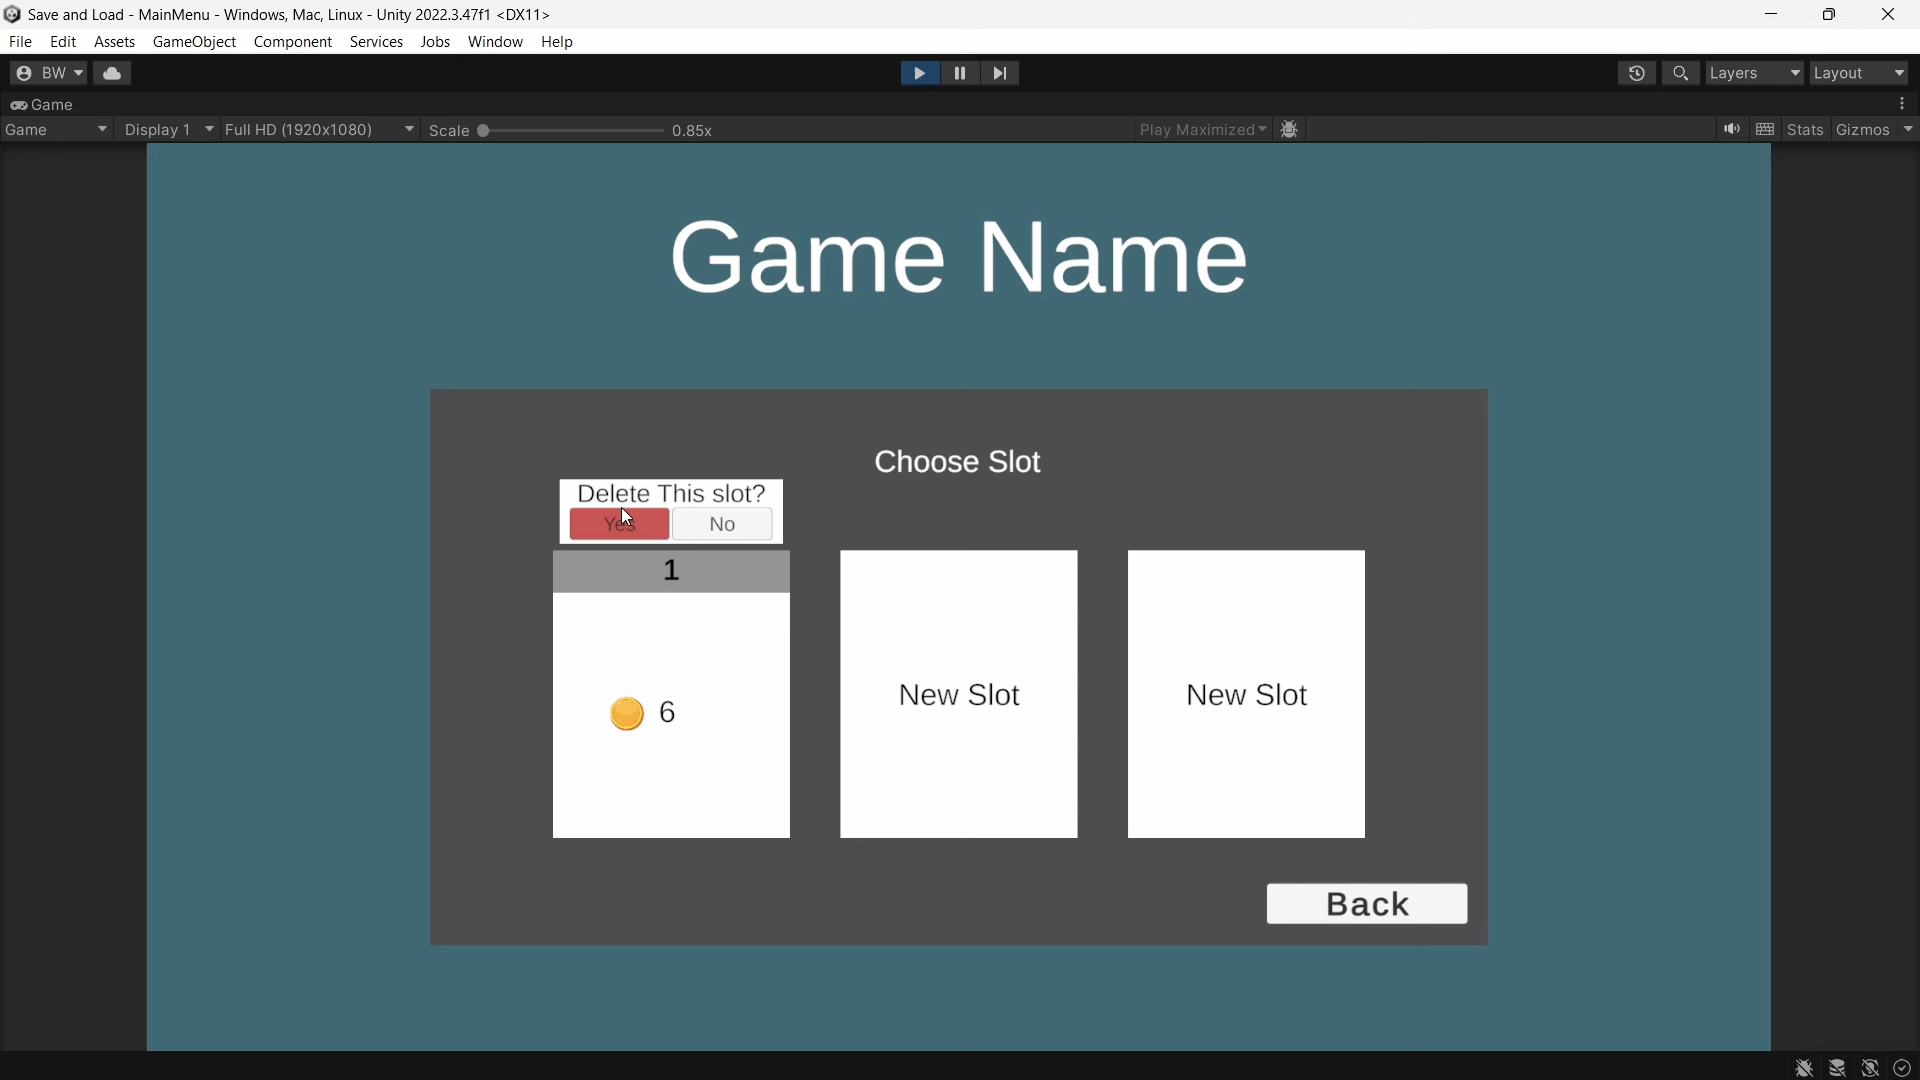 Save and Load - MainMenu - Windows, Mac, Linux - Unity 2022.3.47f1 <DX11>
File Edit Assets GameObject Component Services Jobs Window Help
BW Layers Layout
Game
Game Display 1 Full HD (1920x1080) Scale 0.85x Play Maximized Stats Gizmos
Game Name
Choose Slot
Delete This slot?
Yes No
1
6
New Slot
New Slot
Back